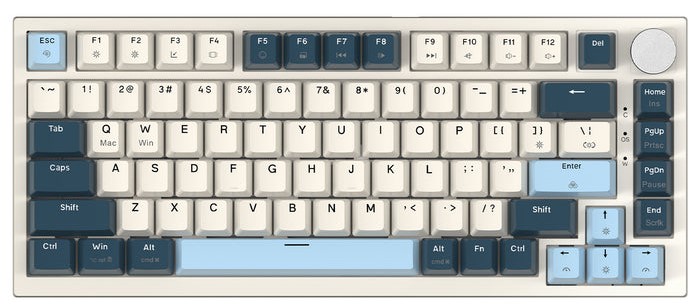 ESC F1 F2 F3 F4 F5 F6 F7 F8 F9 F10 F11 F12 Del
` ~ 1! 2@ 3# 4$ 5% 6^ 7& 8* 9( 0) - _ = + ← Home
Ins
Tab Q W E R T Y U I O P [ { ] } \ | PgUp
Mac Win Prtsc
Caps A S D F G H J K L ; : ' " Enter PgDn
Pause
Shift Z X C V B N M , < . > / ? Shift ↑ End
Scrlk
Ctrl Win Alt Alt Fn Ctrl ← ↓ →
cmd ⌘
C
OS
W